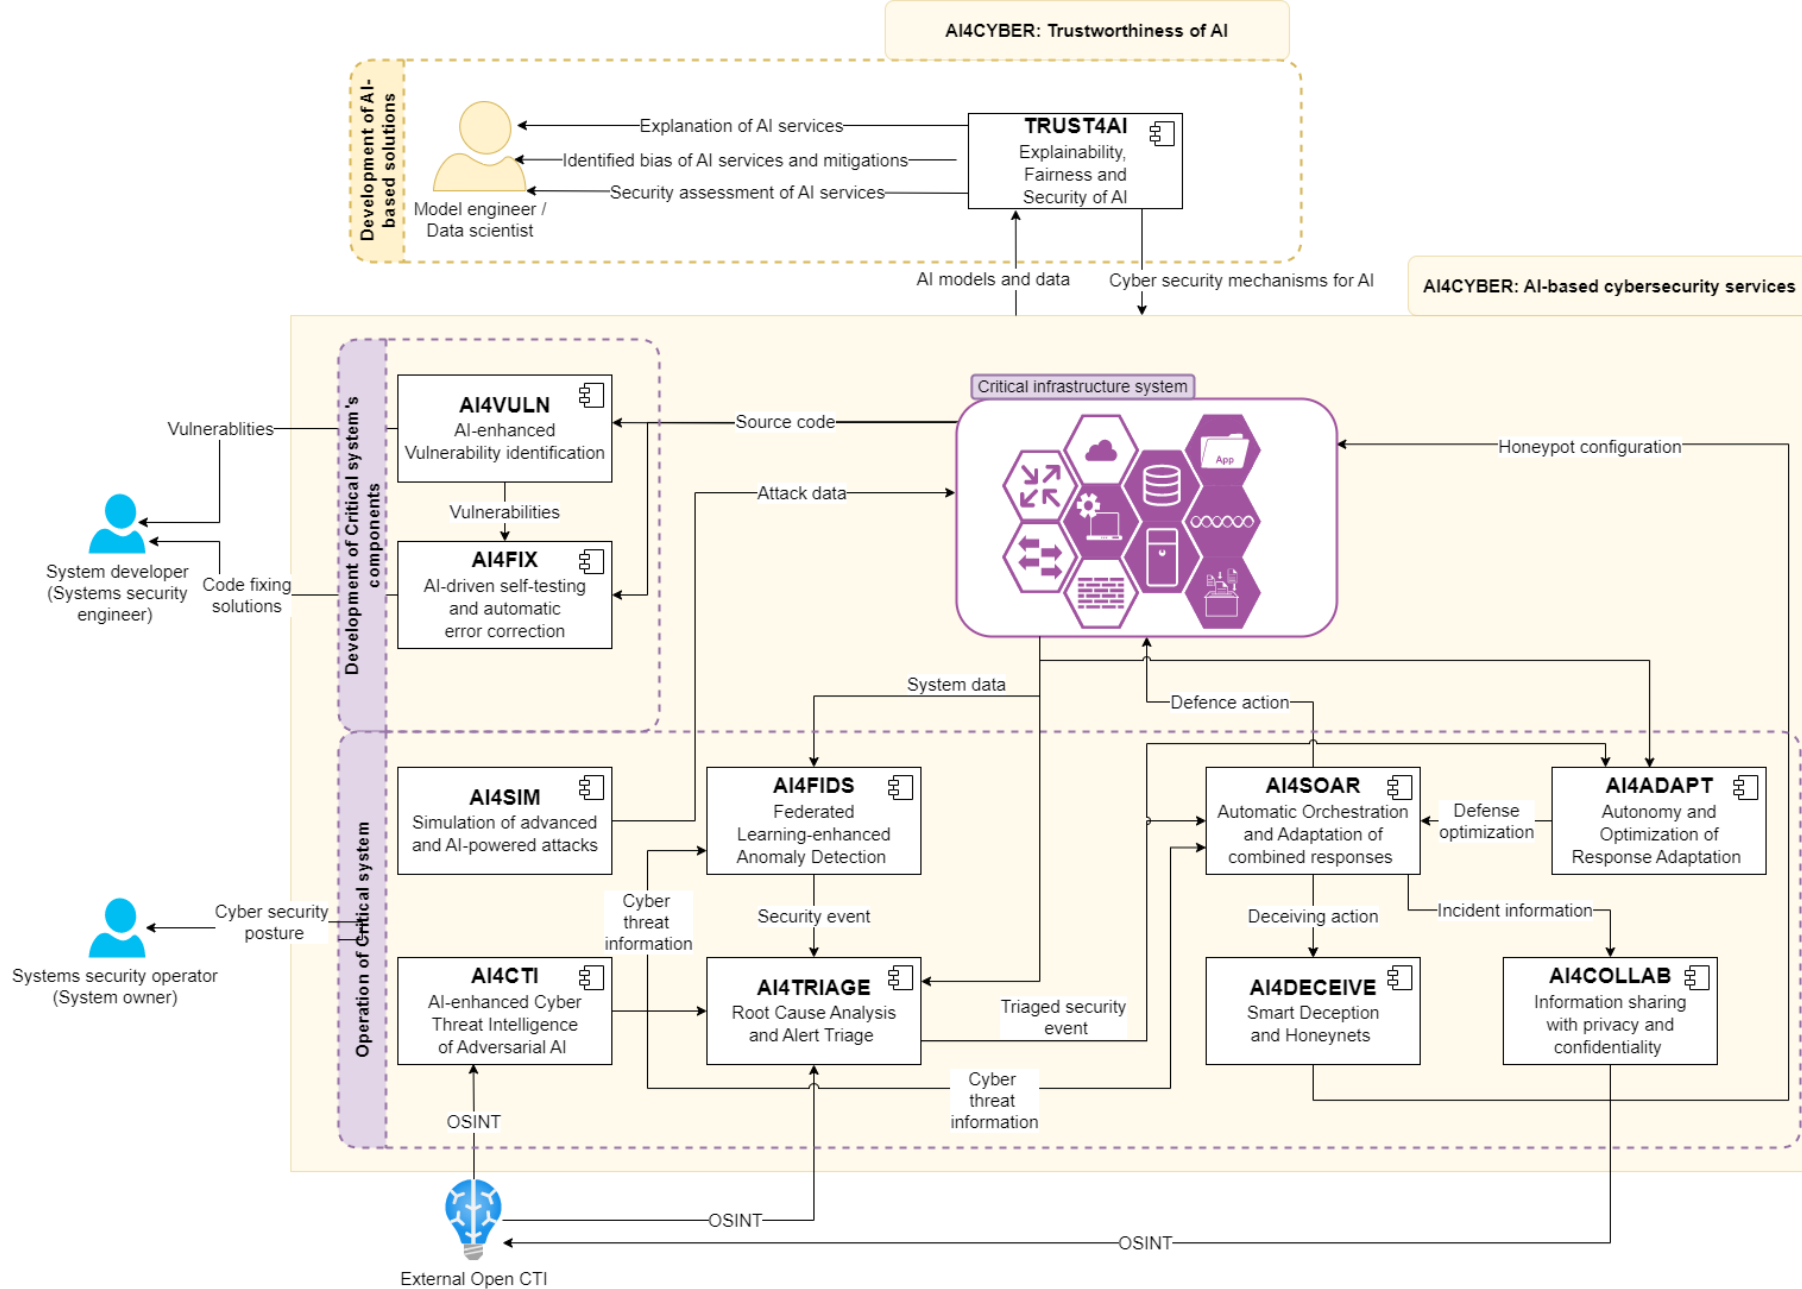 AI4CYBER: Trustworthiness of AI
Development of AI-
based solutions
Explanation of AI services
Identified bias of AI services and mitigations
Security assessment of AI services
Model engineer /
Data scientist
TRUST4AI
Explainability,
Fairness and
Security of AI
AI models and data
Cyber security mechanisms for AI
AI4CYBER: AI-based cybersecurity services
Development of Critical system's
components
AI4VULN
AI-enhanced
Vulnerability identification
Vulnerabilities
AI4FIX
AI-driven self-testing
and automatic
error correction
Vulnerablities
System developer
(Systems security
engineer)
Code fixing
solutions
Source code
Attack data
Critical infrastructure system
App
Honeypot configuration
System data
Defence action
Operation of Critical system
AI4SIM
Simulation of advanced
and AI-powered attacks
AI4FIDS
Federated
Learning-enhanced
Anomaly Detection
AI4SOAR
Automatic Orchestration
and Adaptation of
combined responses
Defense
optimization
AI4ADAPT
Autonomy and
Optimization of
Response Adaptation
Cyber security
posture
Systems security operator
(System owner)
Cyber
threat
information
Security event
Deceiving action
Incident information
AI4CTI
AI-enhanced Cyber
Threat Intelligence
of Adversarial AI
AI4TRIAGE
Root Cause Analysis
and Alert Triage
Triaged security
event
AI4DECEIVE
Smart Deception
and Honeynets
AI4COLLAB
Information sharing
with privacy and
confidentiality
Cyber
threat
information
OSINT
OSINT
OSINT
External Open CTI